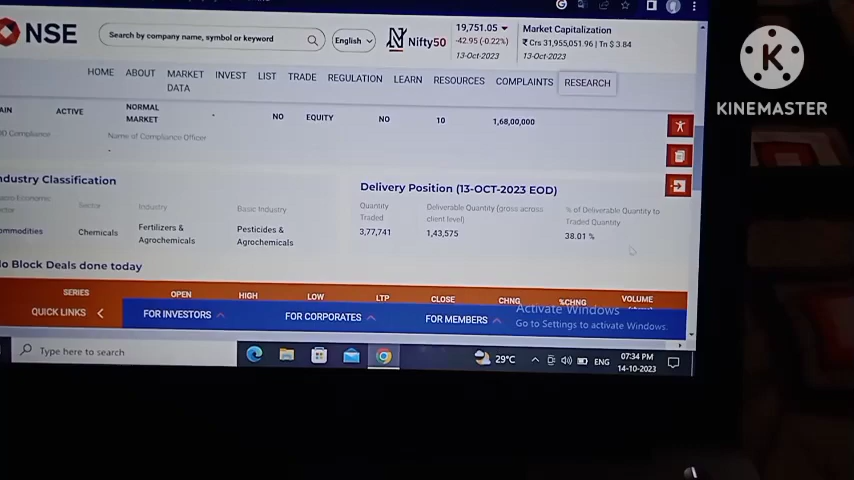 NSE
Search by company name, symbol or keyword
English
Nifty50
19,751.05
-42.95 (-0.22%)
13-Oct-2023
Market Capitalization
₹ Crs 31,955,051.96 | Tn $ 3.84
13-Oct-2023
KINEMASTER
HOME ABOUT MARKET DATA INVEST LIST TRADE REGULATION LEARN RESOURCES COMPLAINTS RESEARCH
AIN ACTIVE NORMAL MARKET - NO EQUITY NO 10 1,68,00,000
Compliance Name of Compliance Officer
-
ndustry Classification
Delivery Position (13-OCT-2023 EOD)
Economic Sector Industry Basic Industry
ommodities Chemicals Fertilizers & Agrochemicals Pesticides & Agrochemicals
Quantity Traded Deliverable Quantity (gross across client level) % of Deliverable Quantity to Traded Quantity
3,77,741 1,43,575 38.01 %
o Block Deals done today
SERIES OPEN HIGH LOW LTP CLOSE CHNG %CHNG VOLUME
QUICK LINKS FOR INVESTORS FOR CORPORATES FOR MEMBERS
Activate Windows
Go to Settings to activate Windows.
Type here to search
29°C
ENG
07:34 PM
14-10-2023